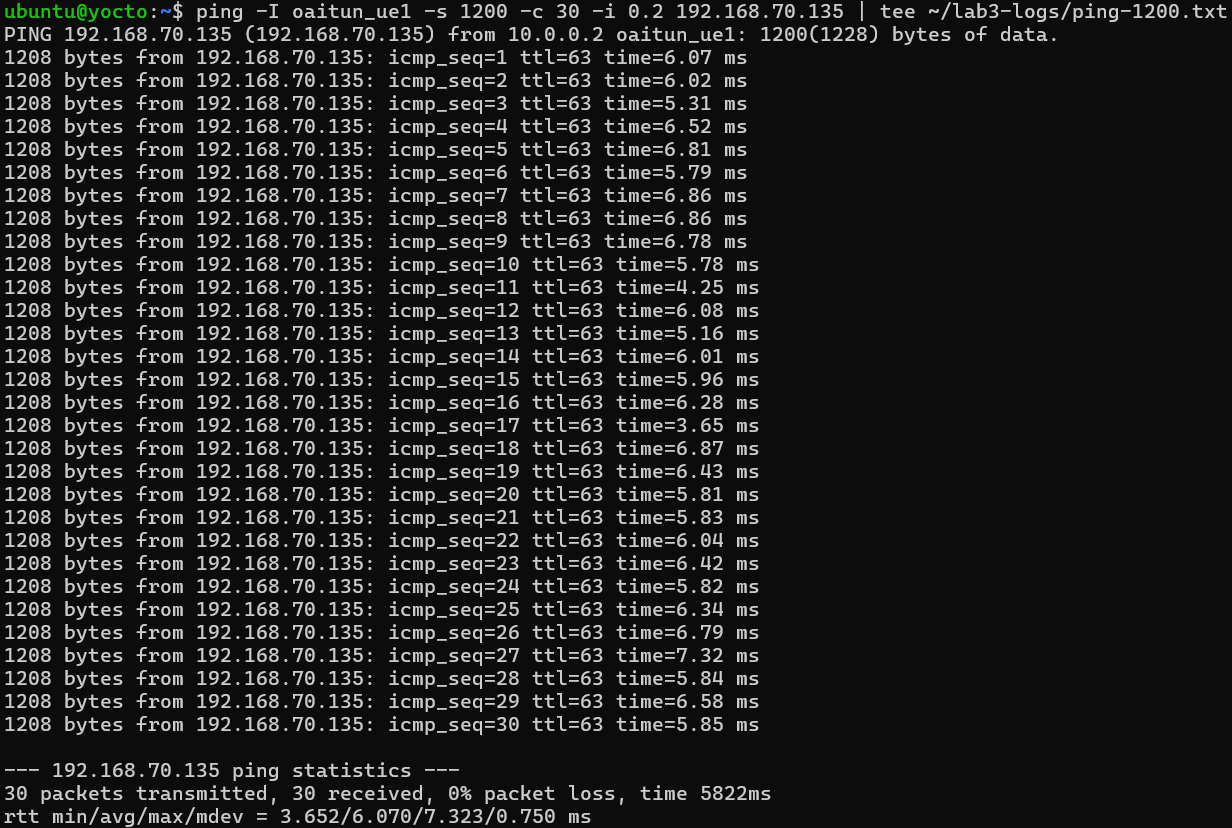 ubuntu@yocto:~$ ping -I oaitun_ue1 -s 1200 -c 30 -i 0.2 192.168.70.135 | tee ~/lab3-logs/ping-1200.txt
PING 192.168.70.135 (192.168.70.135) from 10.0.0.2 oaitun_ue1: 1200(1228) bytes of data.
1208 bytes from 192.168.70.135: icmp_seq=1 ttl=63 time=6.07 ms
1208 bytes from 192.168.70.135: icmp_seq=2 ttl=63 time=6.02 ms
1208 bytes from 192.168.70.135: icmp_seq=3 ttl=63 time=5.31 ms
1208 bytes from 192.168.70.135: icmp_seq=4 ttl=63 time=6.52 ms
1208 bytes from 192.168.70.135: icmp_seq=5 ttl=63 time=6.81 ms
1208 bytes from 192.168.70.135: icmp_seq=6 ttl=63 time=5.79 ms
1208 bytes from 192.168.70.135: icmp_seq=7 ttl=63 time=6.86 ms
1208 bytes from 192.168.70.135: icmp_seq=8 ttl=63 time=6.86 ms
1208 bytes from 192.168.70.135: icmp_seq=9 ttl=63 time=6.78 ms
1208 bytes from 192.168.70.135: icmp_seq=10 ttl=63 time=5.78 ms
1208 bytes from 192.168.70.135: icmp_seq=11 ttl=63 time=4.25 ms
1208 bytes from 192.168.70.135: icmp_seq=12 ttl=63 time=6.08 ms
1208 bytes from 192.168.70.135: icmp_seq=13 ttl=63 time=5.16 ms
1208 bytes from 192.168.70.135: icmp_seq=14 ttl=63 time=6.01 ms
1208 bytes from 192.168.70.135: icmp_seq=15 ttl=63 time=5.96 ms
1208 bytes from 192.168.70.135: icmp_seq=16 ttl=63 time=6.28 ms
1208 bytes from 192.168.70.135: icmp_seq=17 ttl=63 time=3.65 ms
1208 bytes from 192.168.70.135: icmp_seq=18 ttl=63 time=6.87 ms
1208 bytes from 192.168.70.135: icmp_seq=19 ttl=63 time=6.43 ms
1208 bytes from 192.168.70.135: icmp_seq=20 ttl=63 time=5.81 ms
1208 bytes from 192.168.70.135: icmp_seq=21 ttl=63 time=5.83 ms
1208 bytes from 192.168.70.135: icmp_seq=22 ttl=63 time=6.04 ms
1208 bytes from 192.168.70.135: icmp_seq=23 ttl=63 time=6.42 ms
1208 bytes from 192.168.70.135: icmp_seq=24 ttl=63 time=5.82 ms
1208 bytes from 192.168.70.135: icmp_seq=25 ttl=63 time=6.34 ms
1208 bytes from 192.168.70.135: icmp_seq=26 ttl=63 time=6.79 ms
1208 bytes from 192.168.70.135: icmp_seq=27 ttl=63 time=7.32 ms
1208 bytes from 192.168.70.135: icmp_seq=28 ttl=63 time=5.84 ms
1208 bytes from 192.168.70.135: icmp_seq=29 ttl=63 time=6.58 ms
1208 bytes from 192.168.70.135: icmp_seq=30 ttl=63 time=5.85 ms

--- 192.168.70.135 ping statistics ---
30 packets transmitted, 30 received, 0% packet loss, time 5822ms
rtt min/avg/max/mdev = 3.652/6.070/7.323/0.750 ms